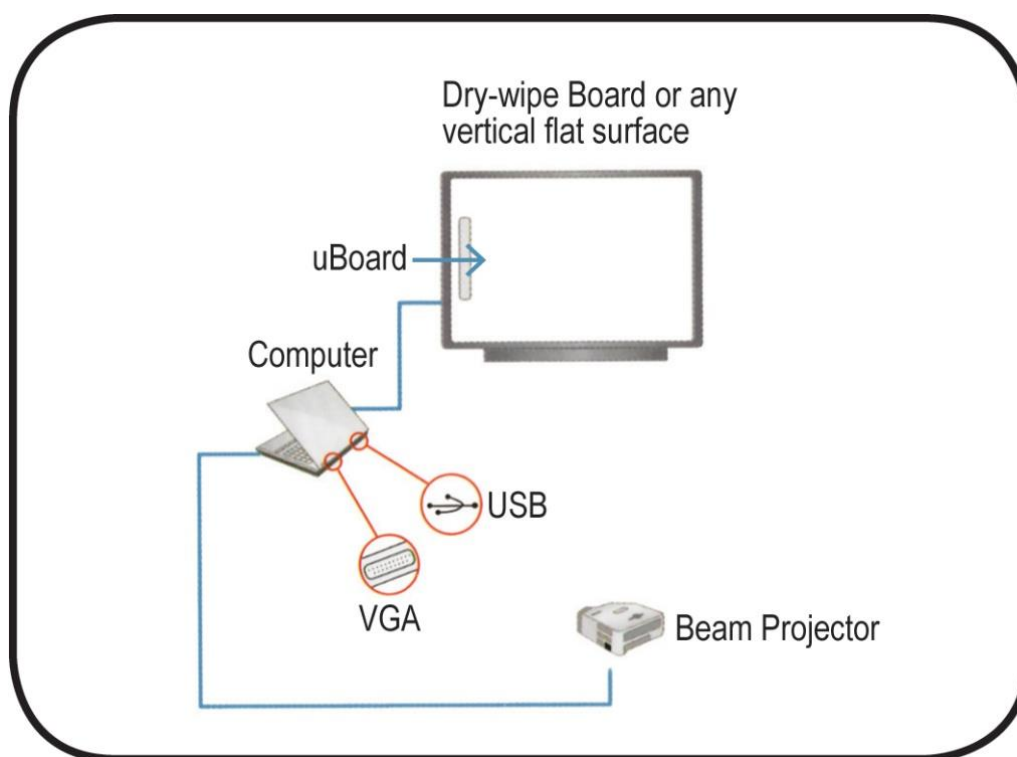 Dry-wipe Board or any
vertical flat surface
uBoard
Computer
USB
VGA
Beam Projector